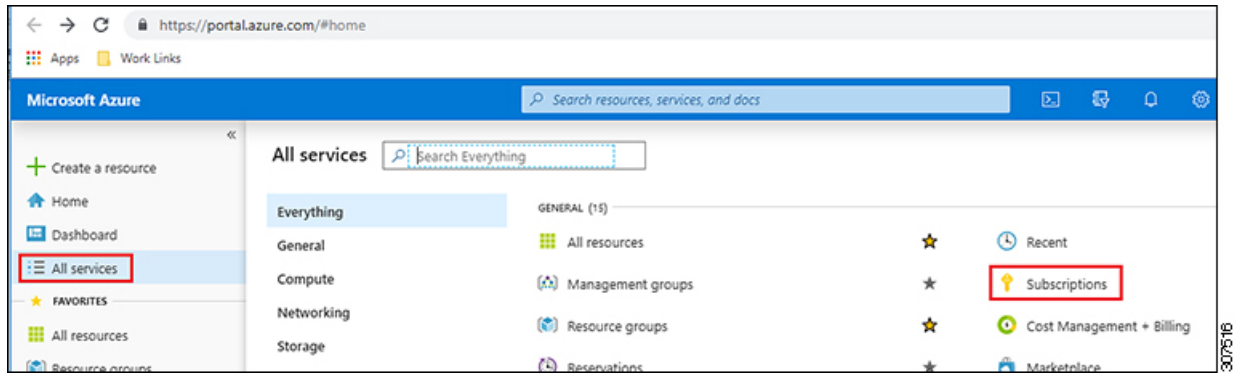 https://portal.azure.com/#home
Apps Work Links
Microsoft Azure
Search resources, services, and docs
«
Create a resource
Home
Dashboard
All services
FAVORITES
All resources
Resource groups
All services
Search Everything
Everything
General
Compute
Networking
Storage
GENERAL (15)
All resources
Recent
Management groups
Subscriptions
Resource groups
Cost Management + Billing
Reservations
Marketplace
307516